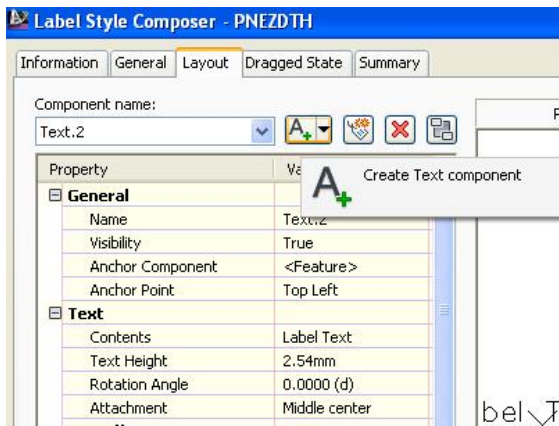 Label Style Composer - PNEZDTH
Information General Layout Dragged State Summary
Component name:
Text.2
Create Text component
Property
General
Name Text.2
Visibility True
Anchor Component <Feature>
Anchor Point Top Left
Text
Contents Label Text
Text Height 2.54mm
Rotation Angle 0.0000 (d)
Attachment Middle center
bel